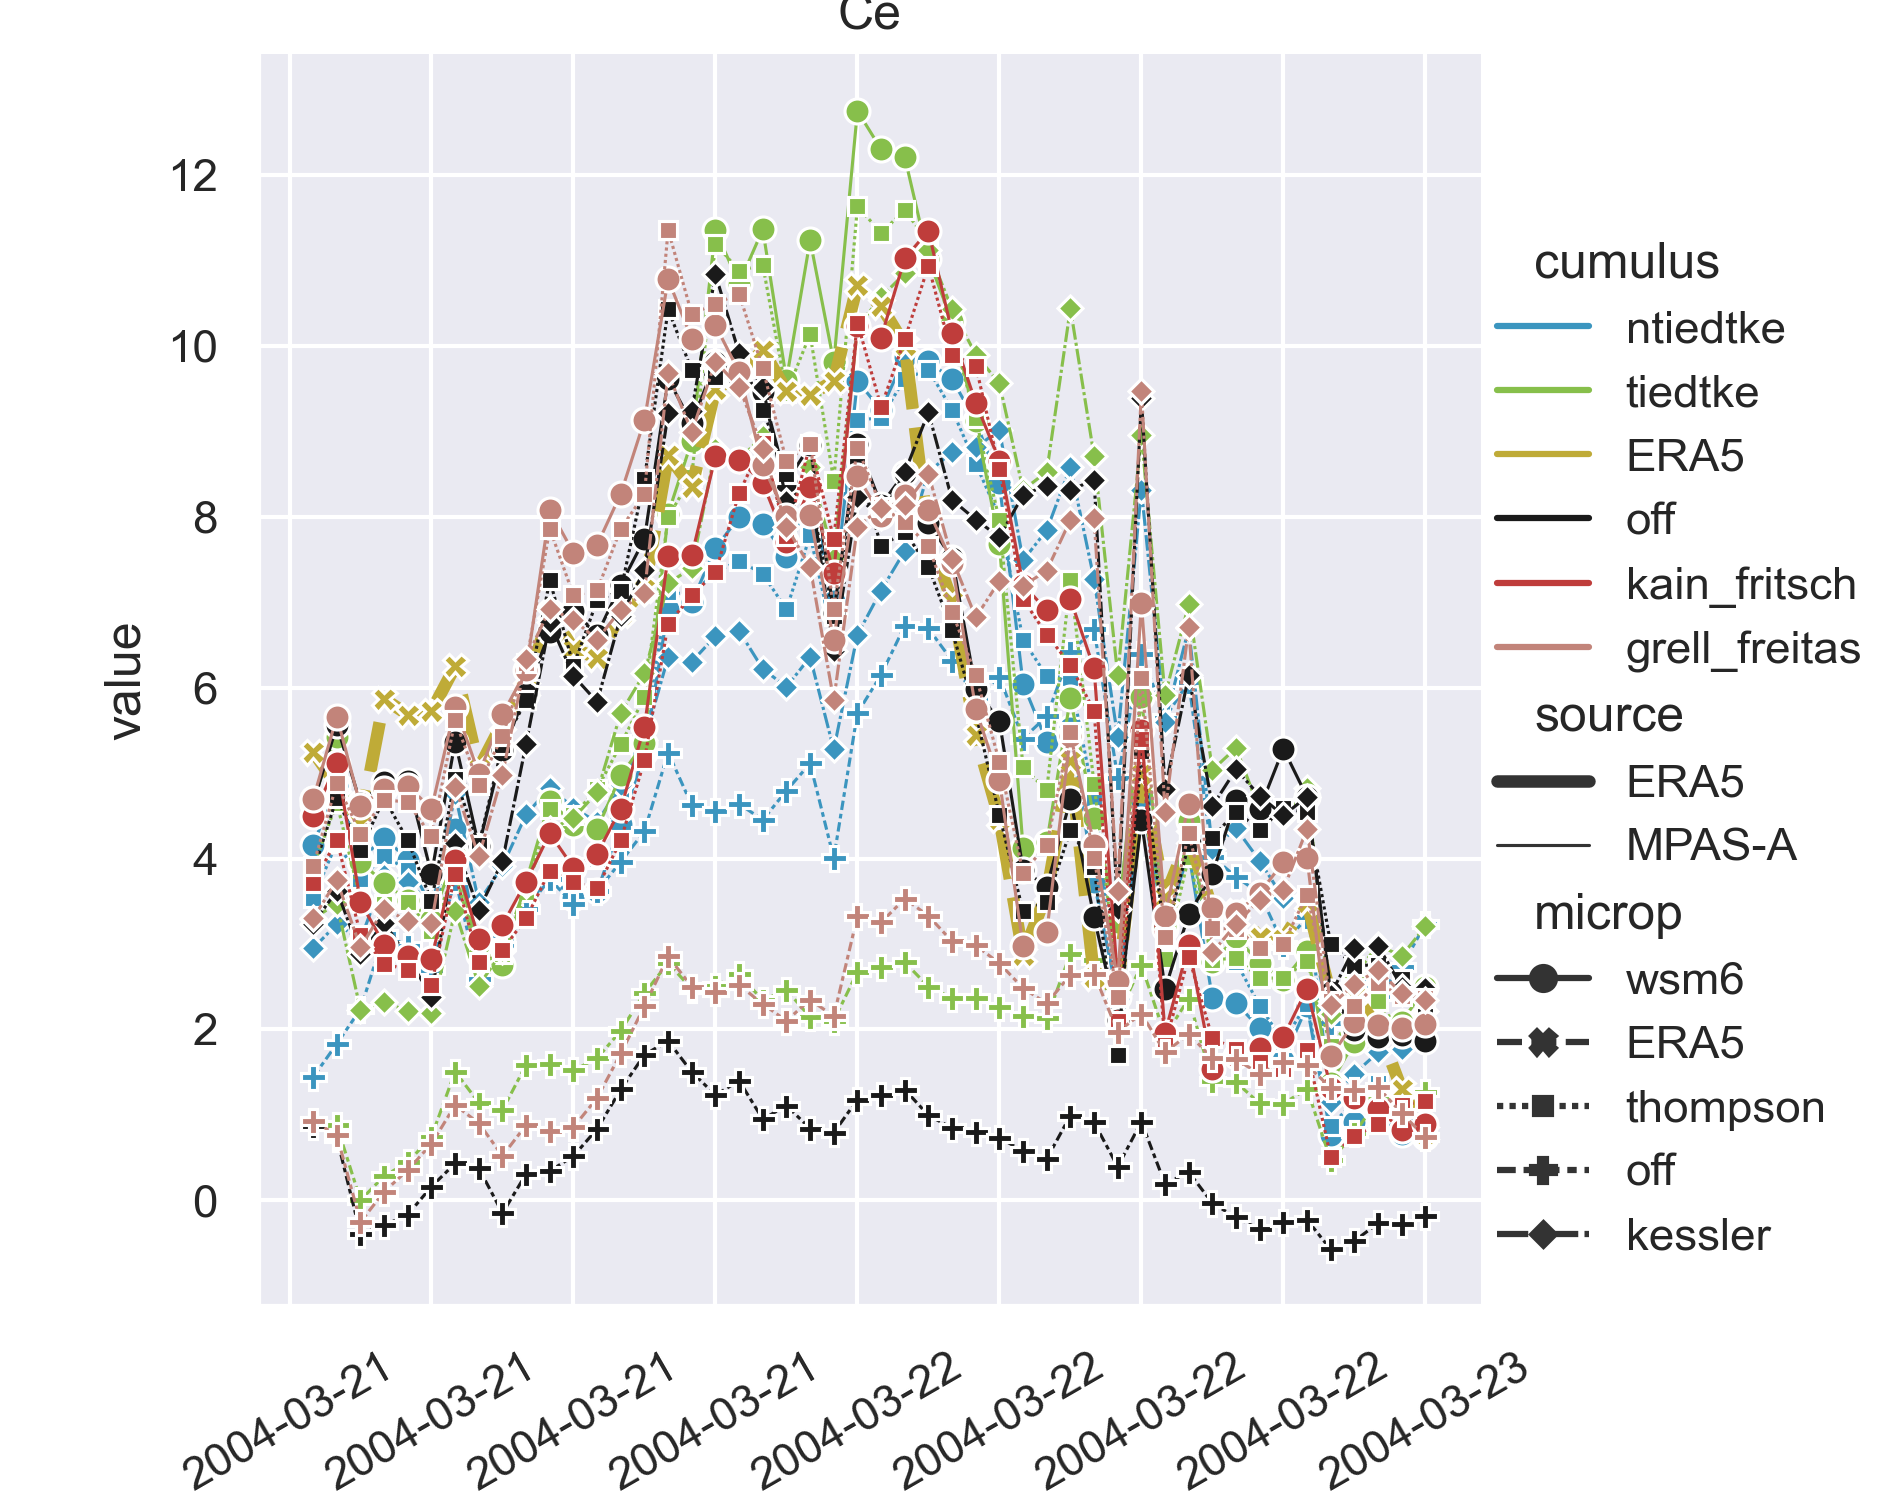 Ce
12
10
8
6
4
2
0
value
2004-03-21
2004-03-21
2004-03-21
2004-03-21
2004-03-22
2004-03-22
2004-03-22
2004-03-22
2004-03-23
cumulus
ntiedtke
tiedtke
ERA5
off
kain_fritsch
grell_freitas
source
ERA5
MPAS-A
microp
wsm6
ERA5
thompson
off
kessler